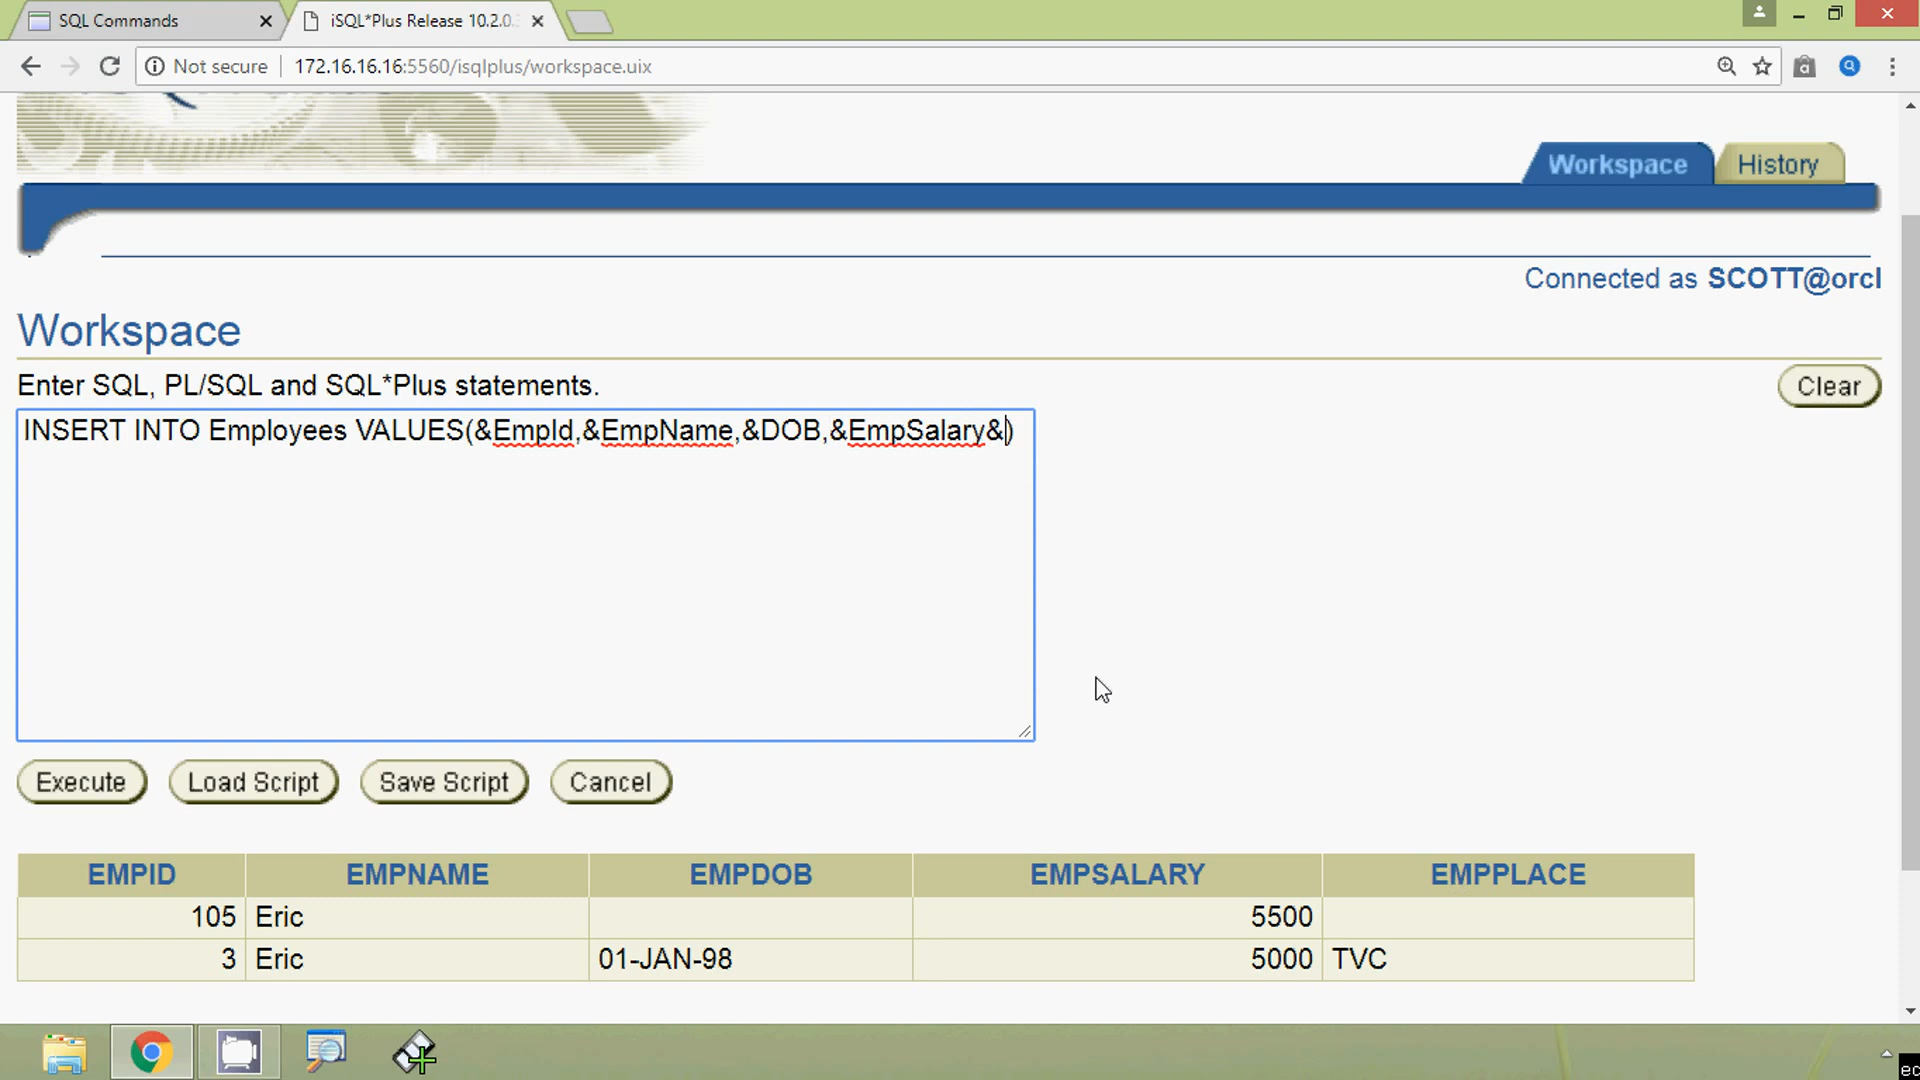 SQL Commands
iSQL*Plus Release 10.2.0.
Not secure 172.16.16.16:5560/isqlplus/workspace.uix
Workspace History
Connected as SCOTT@orcl
Workspace
Enter SQL, PL/SQL and SQL*Plus statements.
Clear
INSERT INTO Employees VALUES(&EmpId,&EmpName,&DOB,&EmpSalary&)
Execute Load Script Save Script Cancel
EMPID EMPNAME EMPDOB EMPSALARY EMPPLACE
105 Eric 5500
3 Eric 01-JAN-98 5000 TVC
ec